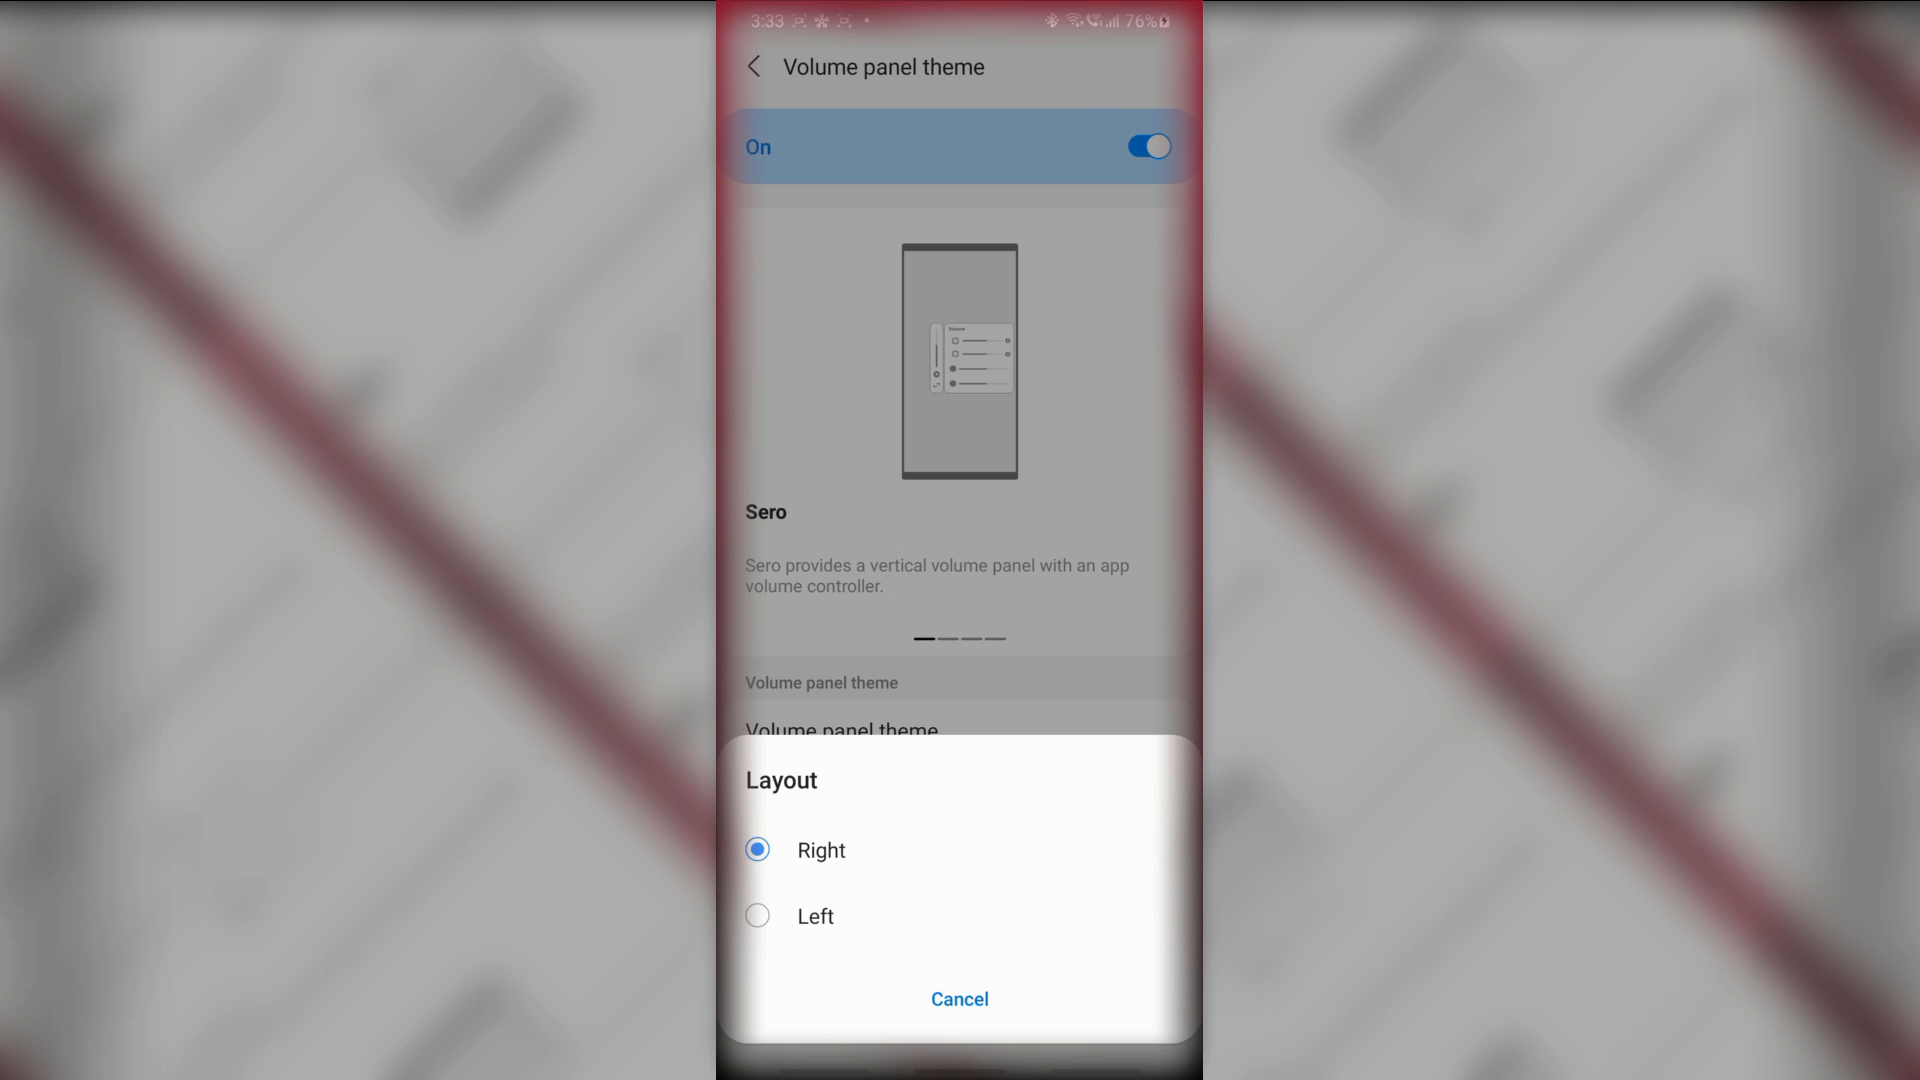 3:33
76%
Volume panel theme
On
Volume
Sero
Sero provides a vertical volume panel with an app
volume controller.
Volume panel theme
Volume panel theme
Layout
Right
Left
Cancel